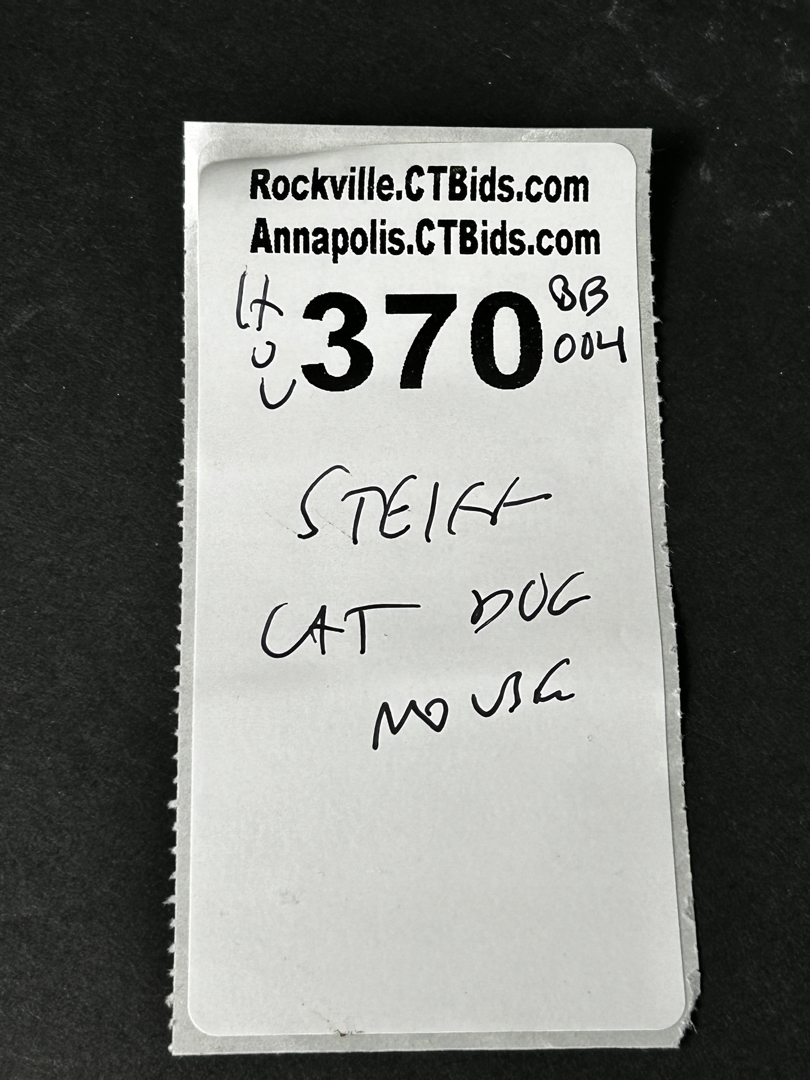 Rockville.CTBids.com
Annapolis.CTBids.com
370
BB
004
STEIFF
CAT DOG
MOUSE